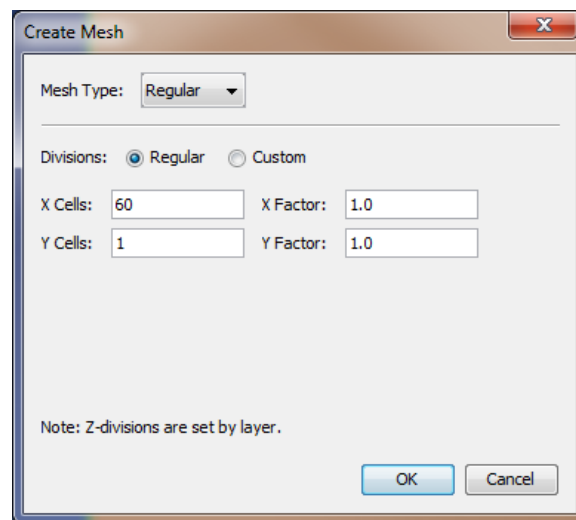 Create Mesh
Mesh Type: Regular
Divisions: Regular Custom
X Cells: 60 X Factor: 1.0
Y Cells: 1 Y Factor: 1.0
Note: Z-divisions are set by layer.
OK Cancel